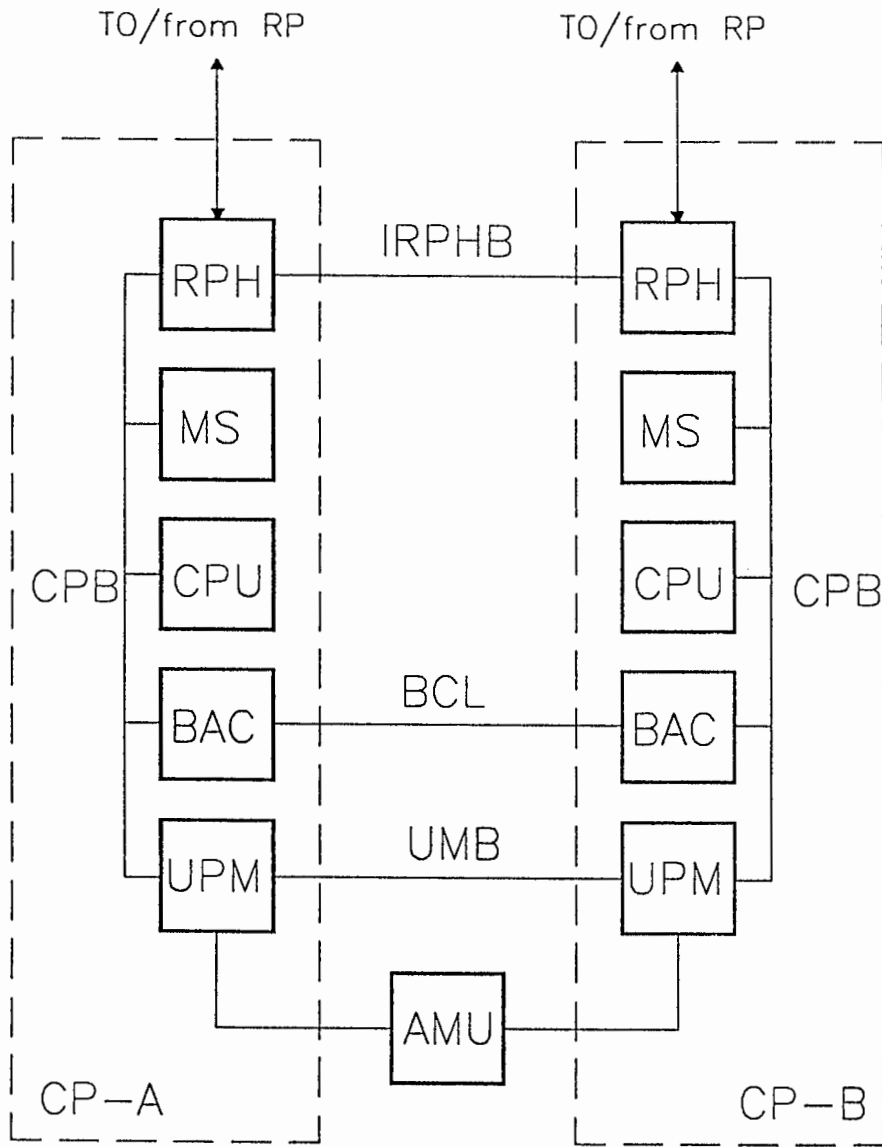 TO/from RP
TO/from RP
IRPHB
RPH
RPH
MS
MS
CPU
CPU
CPB
CPB
BCL
BAC
BAC
UMB
UPM
UPM
AMU
CP-A
CP-B